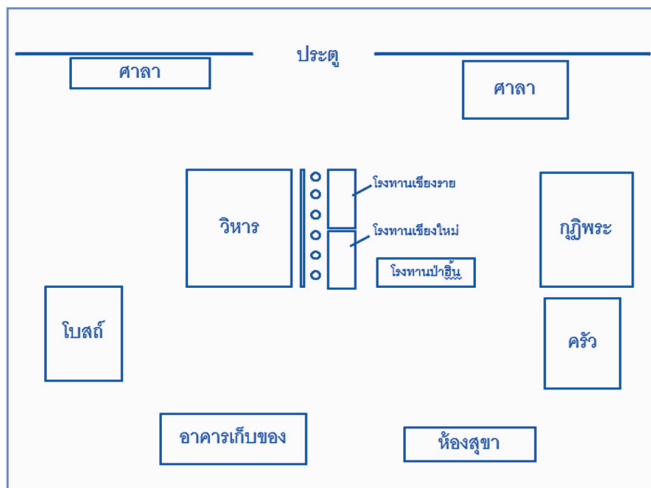 ประตู
ศาลา
ศาลา
วิหาร
โรงทานเชียงราย
โรงทานเชียงใหม่
โรงทานป่าฮิ้น
กุฏิพระ
โบสถ์
ครัว
อาคารเก็บของ
ห้องสุขา